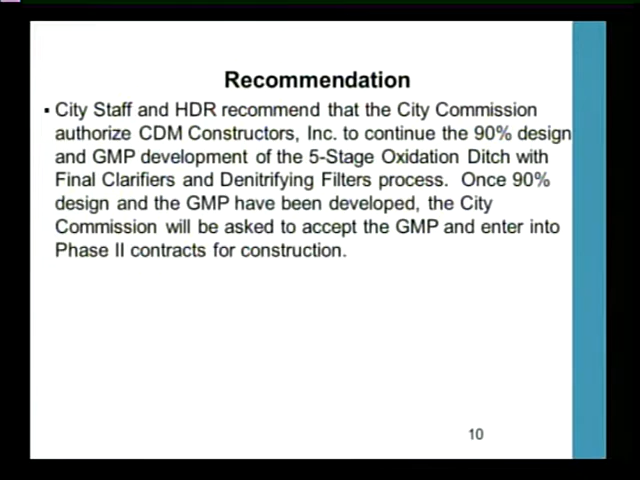 Recommendation
▪ City Staff and HDR recommend that the City Commission
authorize CDM Constructors, Inc. to continue the 90% design
and GMP development of the 5-Stage Oxidation Ditch with
Final Clarifiers and Denitrifying Filters process. Once 90%
design and the GMP have been developed, the City
Commission will be asked to accept the GMP and enter into
Phase II contracts for construction.
10